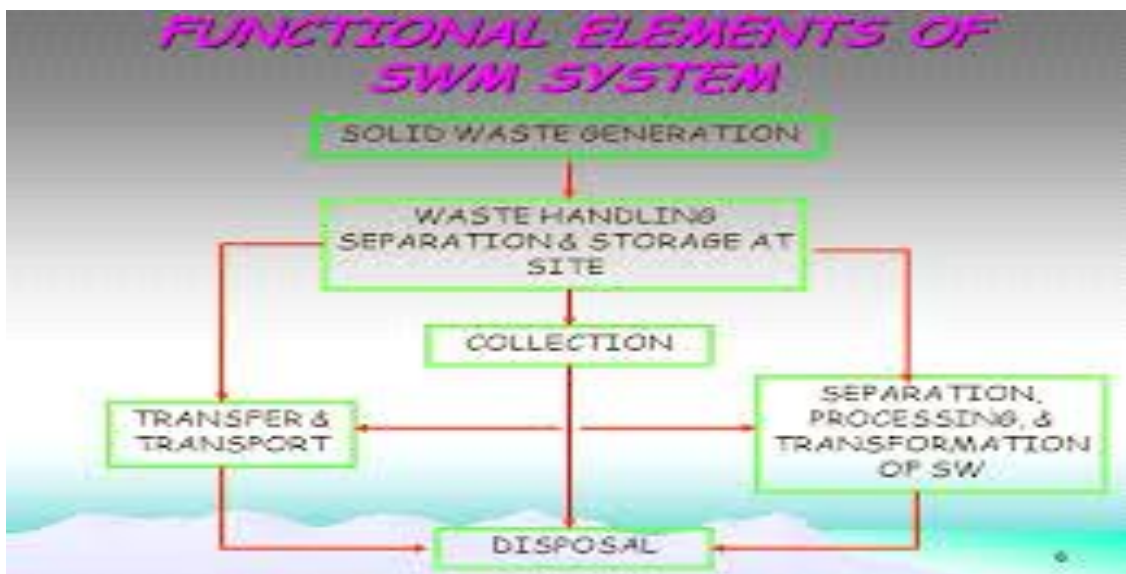 FUNCTIONAL ELEMENTS OF
SWM SYSTEM
SOLID WASTE GENERATION
WASTE HANDLING
SEPARATION & STORAGE AT
SITE
COLLECTION
TRANSFER &
TRANSPORT
SEPARATION,
PROCESSING, &
TRANSFORMATION
OF SW
DISPOSAL